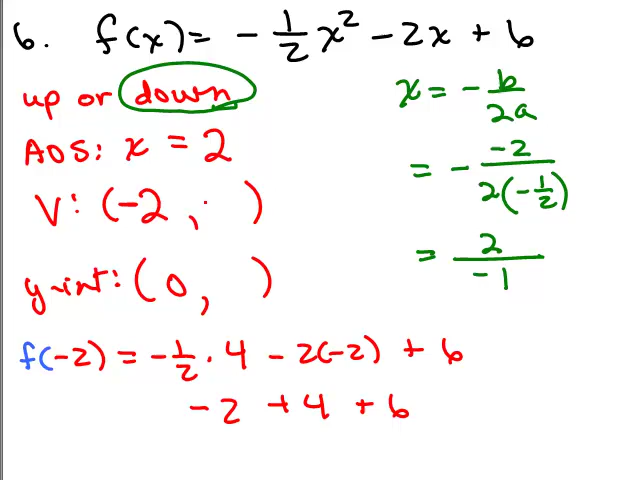 6. f(x) = -1/2 x² - 2x + 6
up or down
AOS: x = 2
V: (-2 , )
y-int: (0, )
x = - b/2a
= - -2/2(-1/2)
= 2/-1
f(-2) = -1/2 · 4 - 2(-2) + 6
-2 + 4 + 6